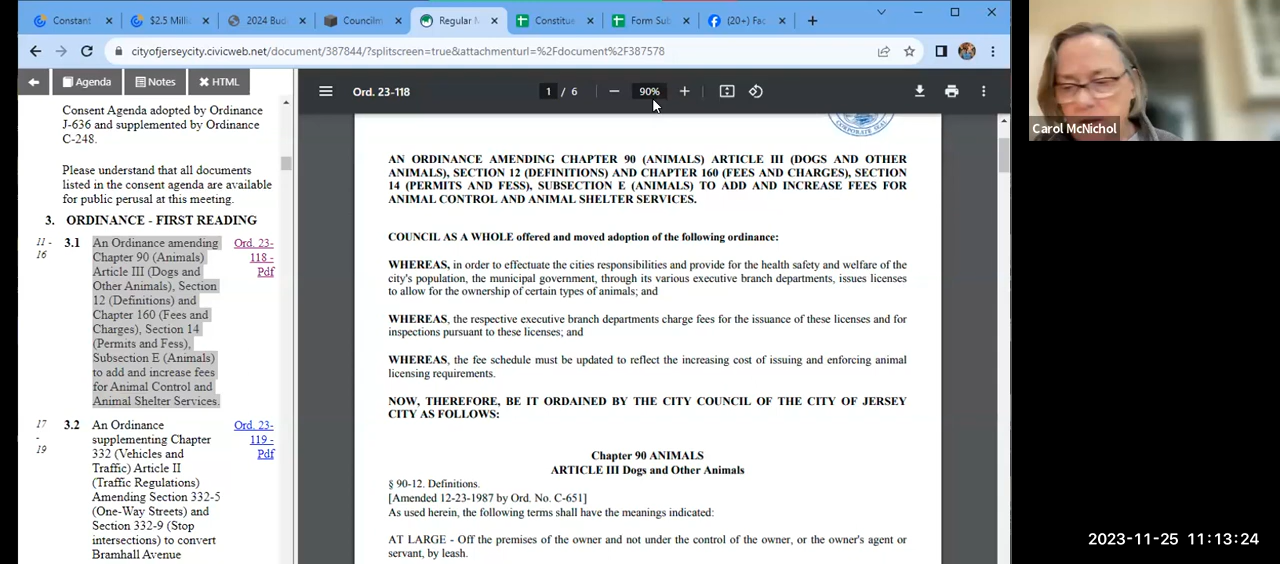 Constant
$2.5 Milli
2024 Bud
Councilm
Regular M
Constitue
Form Sub
(20+) Fac
cityofjerseycity.civicweb.net/document/387844/?splitscreen=true&attachmenturl=%2Fdocument%2F387578
Agenda
Notes
HTML
Ord. 23-118
1 / 6
90%
Consent Agenda adopted by Ordinance
J-636 and supplemented by Ordinance
C-248.
Please understand that all documents
listed in the consent agenda are available
for public perusal at this meeting.
3. ORDINANCE - FIRST READING
11 -
16
3.1
An Ordinance amending
Chapter 90 (Animals)
Article III (Dogs and
Other Animals), Section
12 (Definitions) and
Chapter 160 (Fees and
Charges), Section 14
(Permits and Fess),
Subsection E (Animals)
to add and increase fees
for Animal Control and
Animal Shelter Services.
Ord. 23-
118 -
Pdf
17
-
19
3.2
An Ordinance
supplementing Chapter
332 (Vehicles and
Traffic) Article II
(Traffic Regulations)
Amending Section 332-5
(One-Way Streets) and
Section 332-9 (Stop
intersections) to convert
Bramhall Avenue
Ord. 23-
119 -
Pdf
CORPORATE SEAL
AN ORDINANCE AMENDING CHAPTER 90 (ANIMALS) ARTICLE III (DOGS AND OTHER
ANIMALS), SECTION 12 (DEFINITIONS) AND CHAPTER 160 (FEES AND CHARGES), SECTION
14 (PERMITS AND FESS), SUBSECTION E (ANIMALS) TO ADD AND INCREASE FEES FOR
ANIMAL CONTROL AND ANIMAL SHELTER SERVICES.
COUNCIL AS A WHOLE offered and moved adoption of the following ordinance:
WHEREAS, in order to effectuate the cities responsibilities and provide for the health safety and welfare of the
city's population, the municipal government, through its various executive branch departments, issues licenses
to allow for the ownership of certain types of animals; and
WHEREAS, the respective executive branch departments charge fees for the issuance of these licenses and for
inspections pursuant to these licenses; and
WHEREAS, the fee schedule must be updated to reflect the increasing cost of issuing and enforcing animal
licensing requirements.
NOW, THEREFORE, BE IT ORDAINED BY THE CITY COUNCIL OF THE CITY OF JERSEY
CITY AS FOLLOWS:
Chapter 90 ANIMALS
ARTICLE III Dogs and Other Animals
§ 90-12. Definitions.
[Amended 12-23-1987 by Ord. No. C-651]
As used herein, the following terms shall have the meanings indicated:
AT LARGE - Off the premises of the owner and not under the control of the owner, or the owner's agent or
servant, by leash.
Carol McNichol
2023-11-25 11:13:24